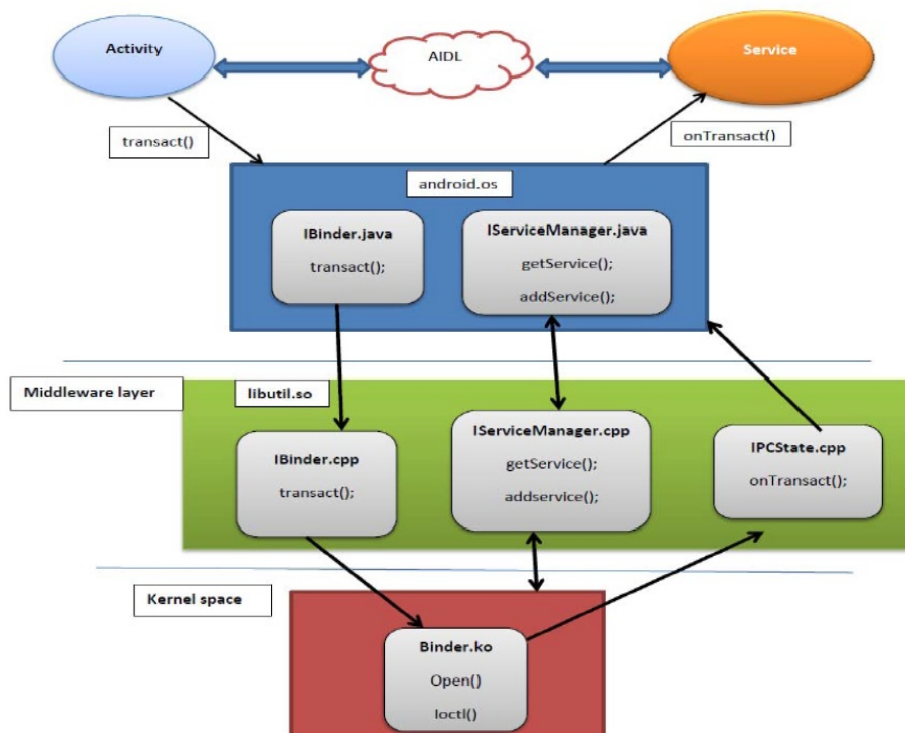 Activity
AIDL
Service
transact()
onTransact()
android.os
IBinder.java
transact();
IServiceManager.java
getService();
addService();
Middleware layer
libutil.so
IBinder.cpp
transact();
IServiceManager.cpp
getService();
addservice();
IPCState.cpp
onTransact();
Kernel space
Binder.ko
Open()
Ioctl()